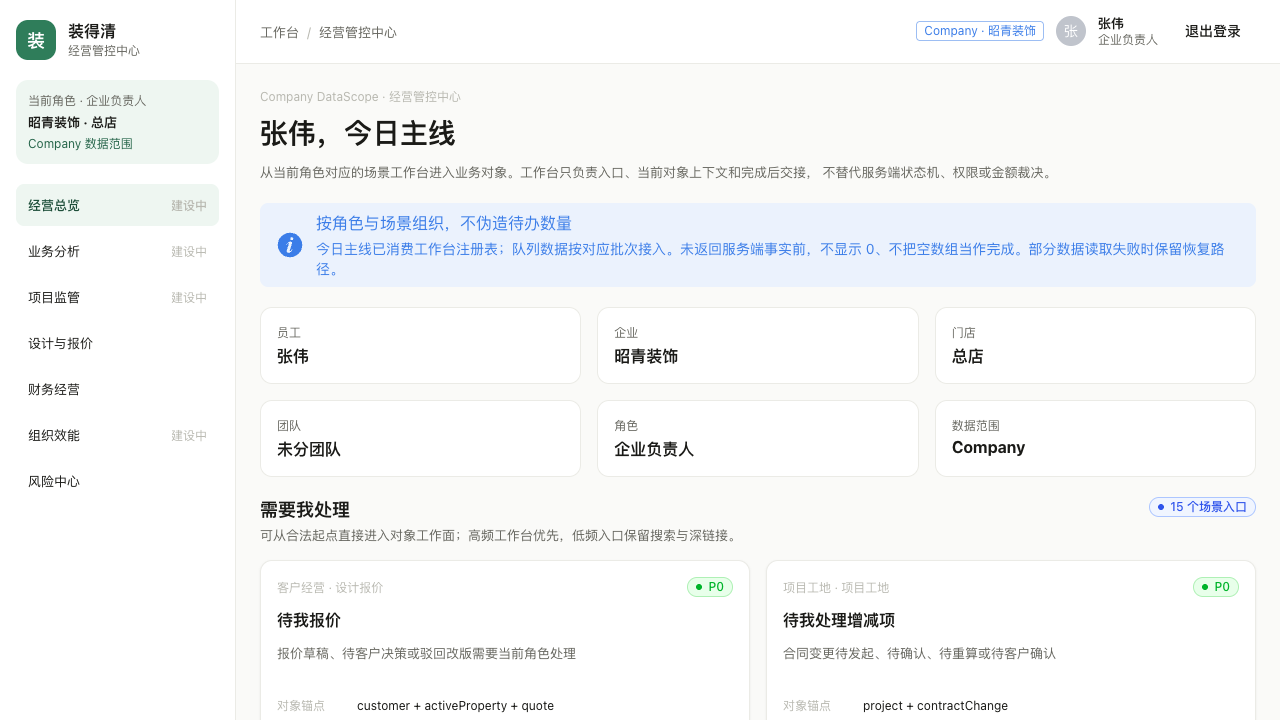 装
装得清
经营管控中心
当前角色 · 企业负责人
昭青装饰 · 总店
Company 数据范围
经营总览 建设中
业务分析 建设中
项目监管 建设中
设计与报价
财务经营
组织效能 建设中
风险中心
工作台 / 经营管控中心
Company · 昭青装饰
张
张伟
企业负责人
退出登录
Company DataScope · 经营管控中心
张伟，今日主线
从当前角色对应的场景工作台进入业务对象。工作台只负责入口、当前对象上下文和完成后交接， 不替代服务端状态机、权限或金额裁决。
按角色与场景组织，不伪造待办数量
今日主线已消费工作台注册表；队列数据按对应批次接入。未返回服务端事实前，不显示 0、不把空数组当作完成。部分数据读取失败时保留恢复路
径。
员工
张伟
企业
昭青装饰
门店
总店
团队
未分团队
角色
企业负责人
数据范围
Company
需要我处理
可从合法起点直接进入对象工作面；高频工作台优先，低频入口保留搜索与深链接。
15 个场景入口
客户经营 · 设计报价
P0
待我报价
报价草稿、待客户决策或驳回改版需要当前角色处理
对象锚点 customer + activeProperty + quote
项目工地 · 项目工地
P0
待我处理增减项
合同变更待发起、待确认、待重算或待客户确认
对象锚点 project + contractChange